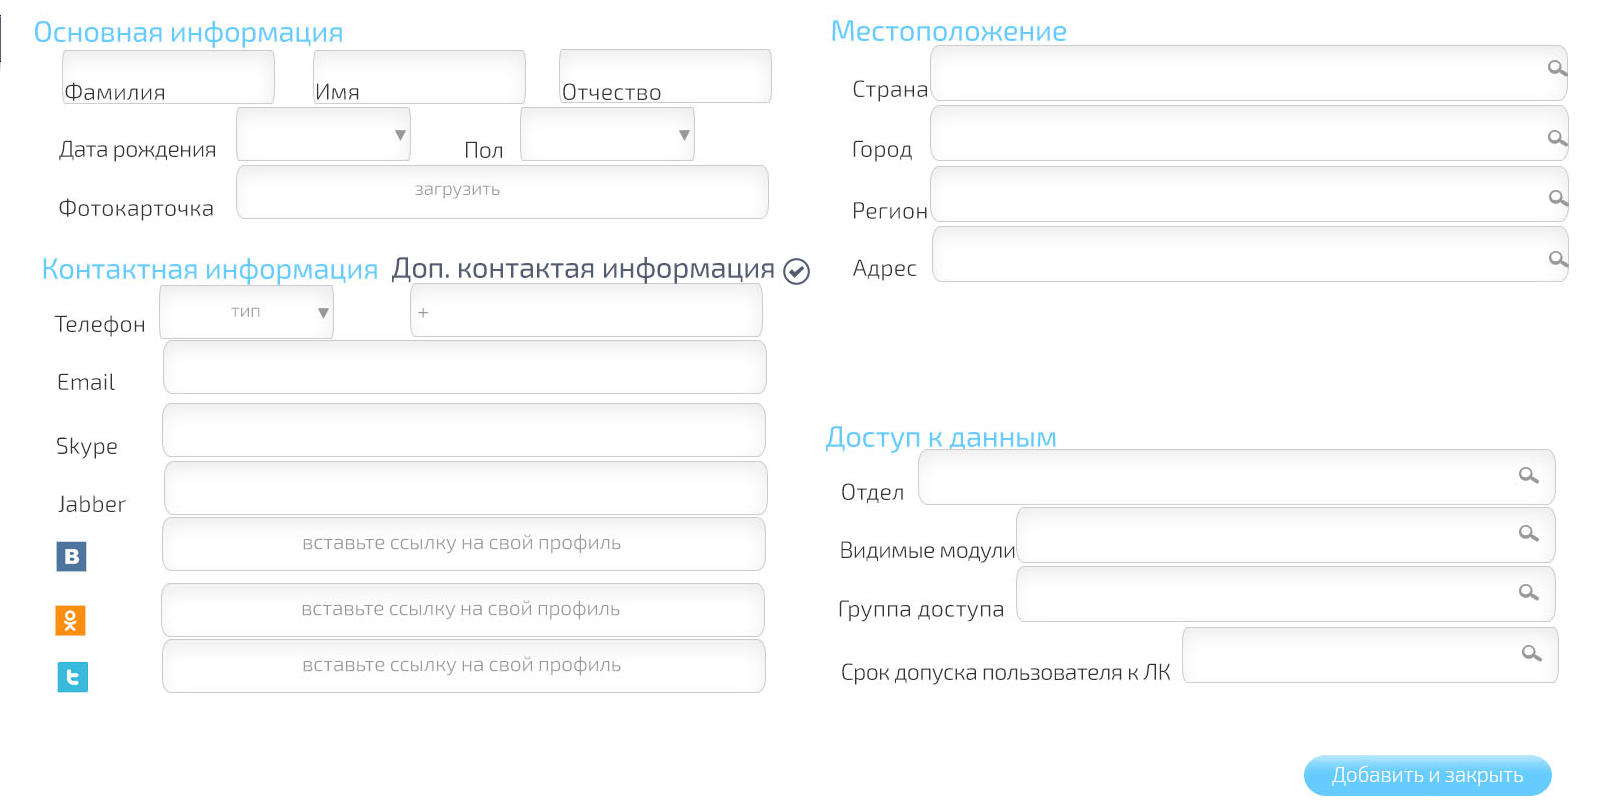 Основная информация
Фамилия Имя Отчество
Дата рождения Пол
Фотокарточка загрузить
Контактная информация Доп. контактая информация
Телефон тип +
Email
Skype
Jabber
В вставьте ссылку на свой профиль
вставьте ссылку на свой профиль
t вставьте ссылку на свой профиль
Местоположение
Страна
Город
Регион
Адрес
Доступ к данным
Отдел
Видимые модули
Группа доступа
Срок допуска пользователя к ЛК
Добавить и закрыть